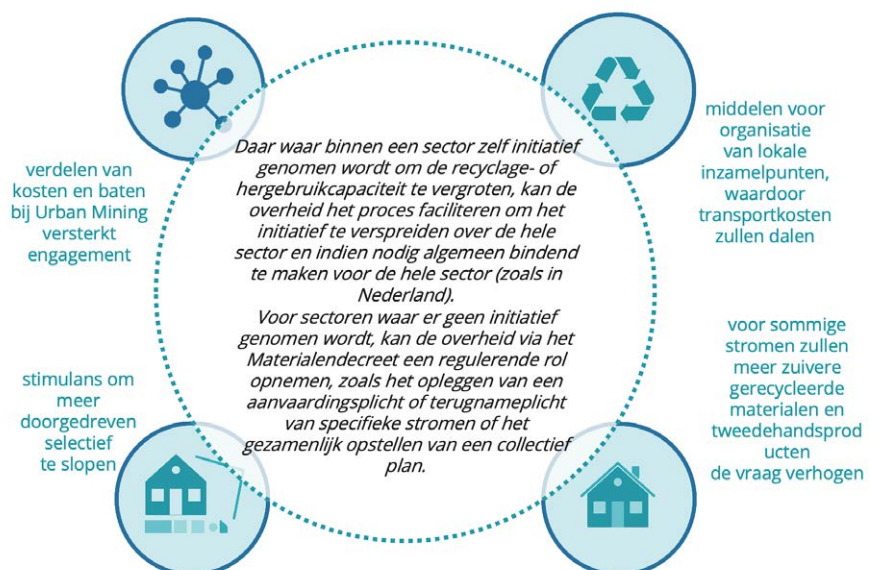 verdelen van
kosten en baten
bij Urban Mining
versterkt
engagement
middelen voor
organisatie
van lokale
inzamelpunten,
waardoor
transportkosten
zullen dalen
Daar waar binnen een sector zelf initiatief
genomen wordt om de recyclage- of
hergebruikcapaciteit te vergroten, kan de
overheid het proces faciliteren om het
initiatief te verspreiden over de hele
sector en indien nodig algemeen bindend
te maken voor de hele sector (zoals in
Nederland).
Voor sectoren waar er geen initiatief
genomen wordt, kan de overheid via het
Materialendecreet een regulerende rol
opnemen, zoals het opleggen van een
aanvaardingsplicht of terugnameplicht
van specifieke stromen of het
gezamenlijk opstellen van een collectief
plan.
stimulans om
meer
doorgedreven
selectief
te slopen
voor sommige
stromen zullen
meer zuivere
gerecycleerde
materialen en
tweedehandsprod
ucten
de vraag verhogen